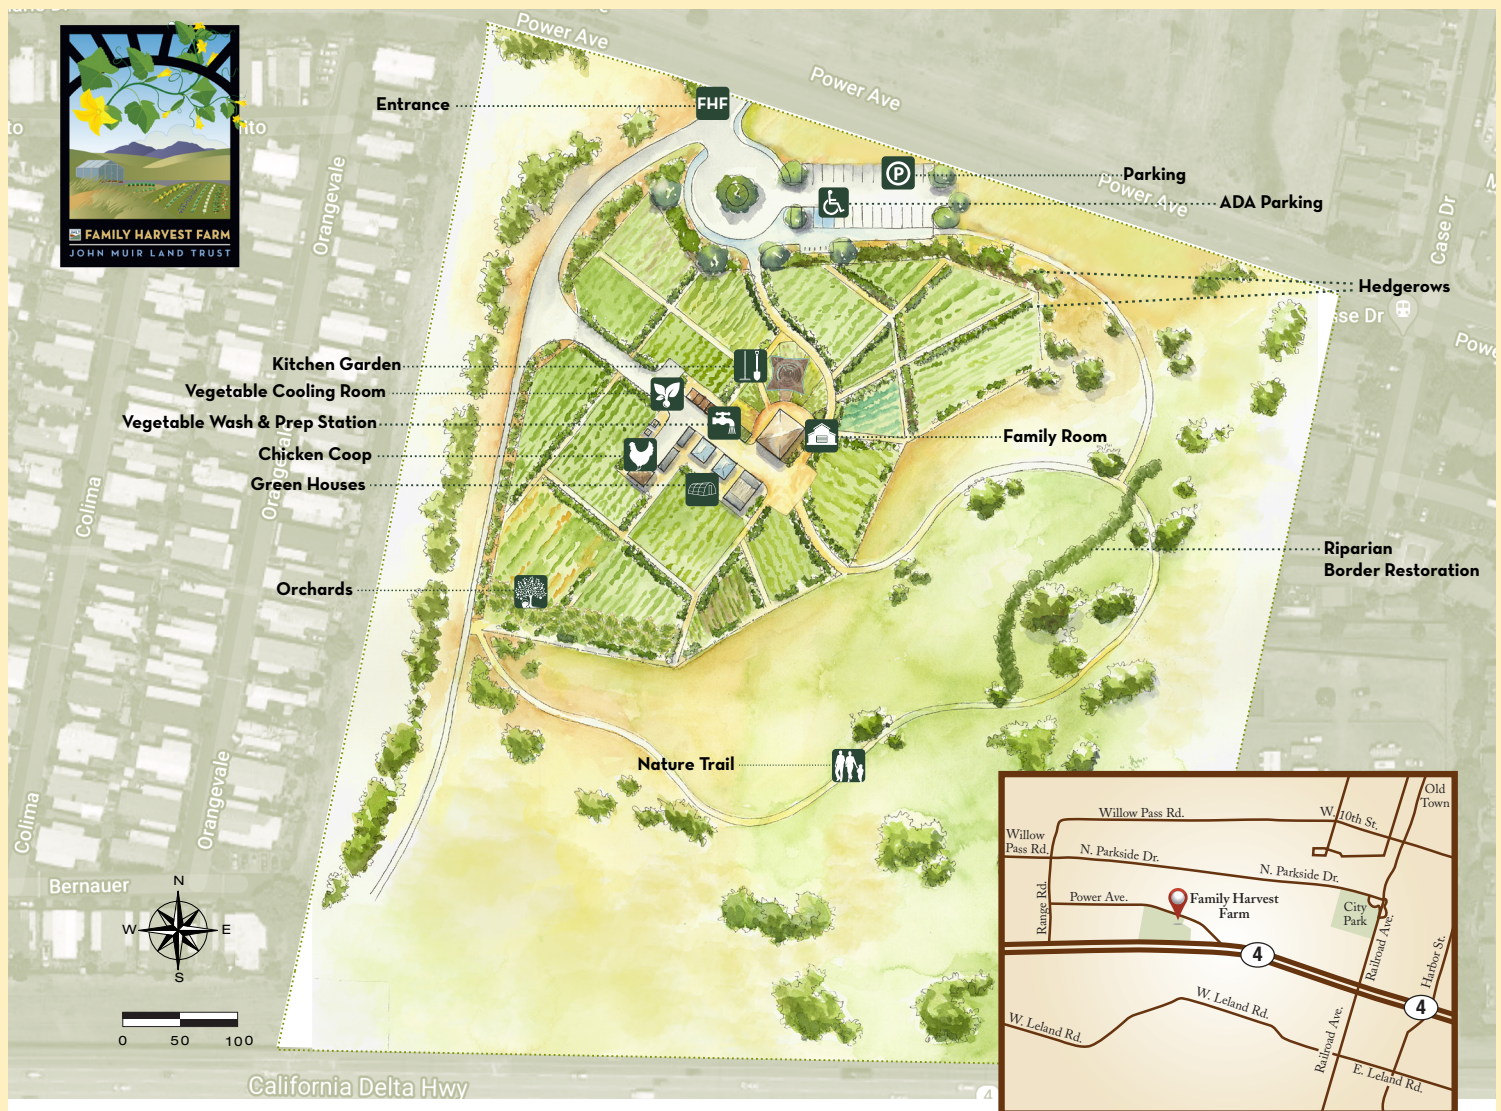 Power Ave
Power Ave
Power Ave
FAMILY HARVEST FARM
JOHN MUIR LAND TRUST
Entrance
FHF
P
Parking
ADA Parking
Case Dr
Hedgerows
Orangevale
Kitchen Garden
Vegetable Cooling Room
Vegetable Wash & Prep Station
Chicken Coop
Green Houses
Family Room
Colima
Riparian
Border Restoration
Orchards
Nature Trail
Orangevale
Colima
Bernauer
N
W
E
S
0 50 100
California Delta Hwy
4
Old
Town
Willow Pass Rd.
W. 10th St.
Willow
Pass Rd.
N. Parkside Dr.
N. Parkside Dr.
Range Rd.
Power Ave.
Family Harvest
Farm
City
Park
Railroad Ave.
Harbor St.
4
4
W. Leland Rd.
W. Leland Rd.
Railroad Ave.
E. Leland Rd.